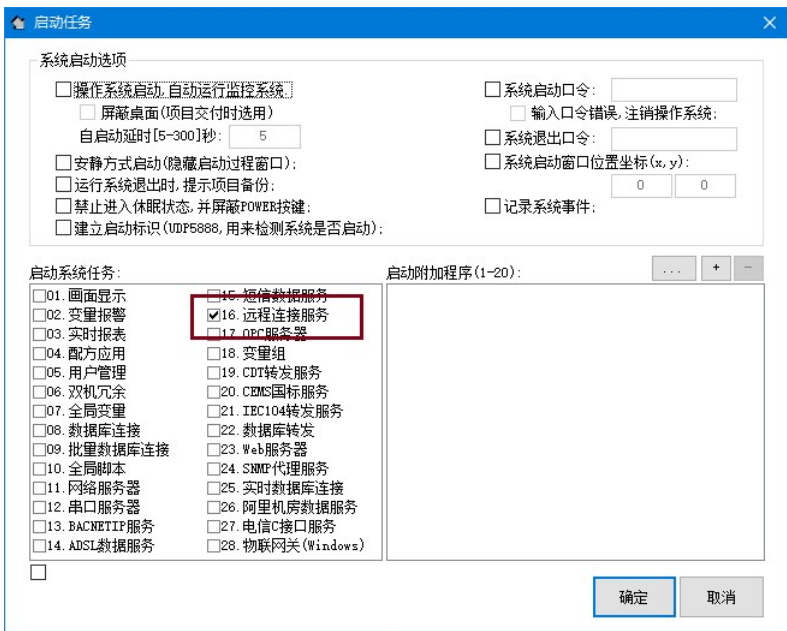 启动任务
系统启动选项
操作系统启动,自动运行监控系统.
屏蔽桌面(项目交付时选用)
自启动延时[5-300]秒: 5
安静方式启动(隐藏启动过程窗口);
运行系统退出时,提示项目备份;
禁止进入休眠状态,并屏蔽POWER按键;
建立启动标识(UDP5888,用来检测系统是否启动);
系统启动口令:
输入口令错误,注销操作系统;
系统退出口令:
系统启动窗口位置坐标(x,y):
0 0
记录系统事件;
启动系统任务:
01.画面显示
02.变量报警
03.实时报表
04.配方应用
05.用户管理
06.双机冗余
07.全局变量
08.数据库连接
09.批量数据库连接
10.全局脚本
11.网络服务器
12.串口服务器
13.BACNETIP服务
14.ADSL数据服务
15.短信数据服务
16.远程连接服务
17.OPC服务器
18.变量组
19.CDT转发服务
20.CEMS国标服务
21.IEC104转发服务
22.数据库转发
23.Web服务器
24.SNMP代理服务
25.实时数据库连接
26.阿里机房数据服务
27.电信C接口服务
28.物联网关(Windows)
启动附加程序(1-20):
... + -
确定 取消